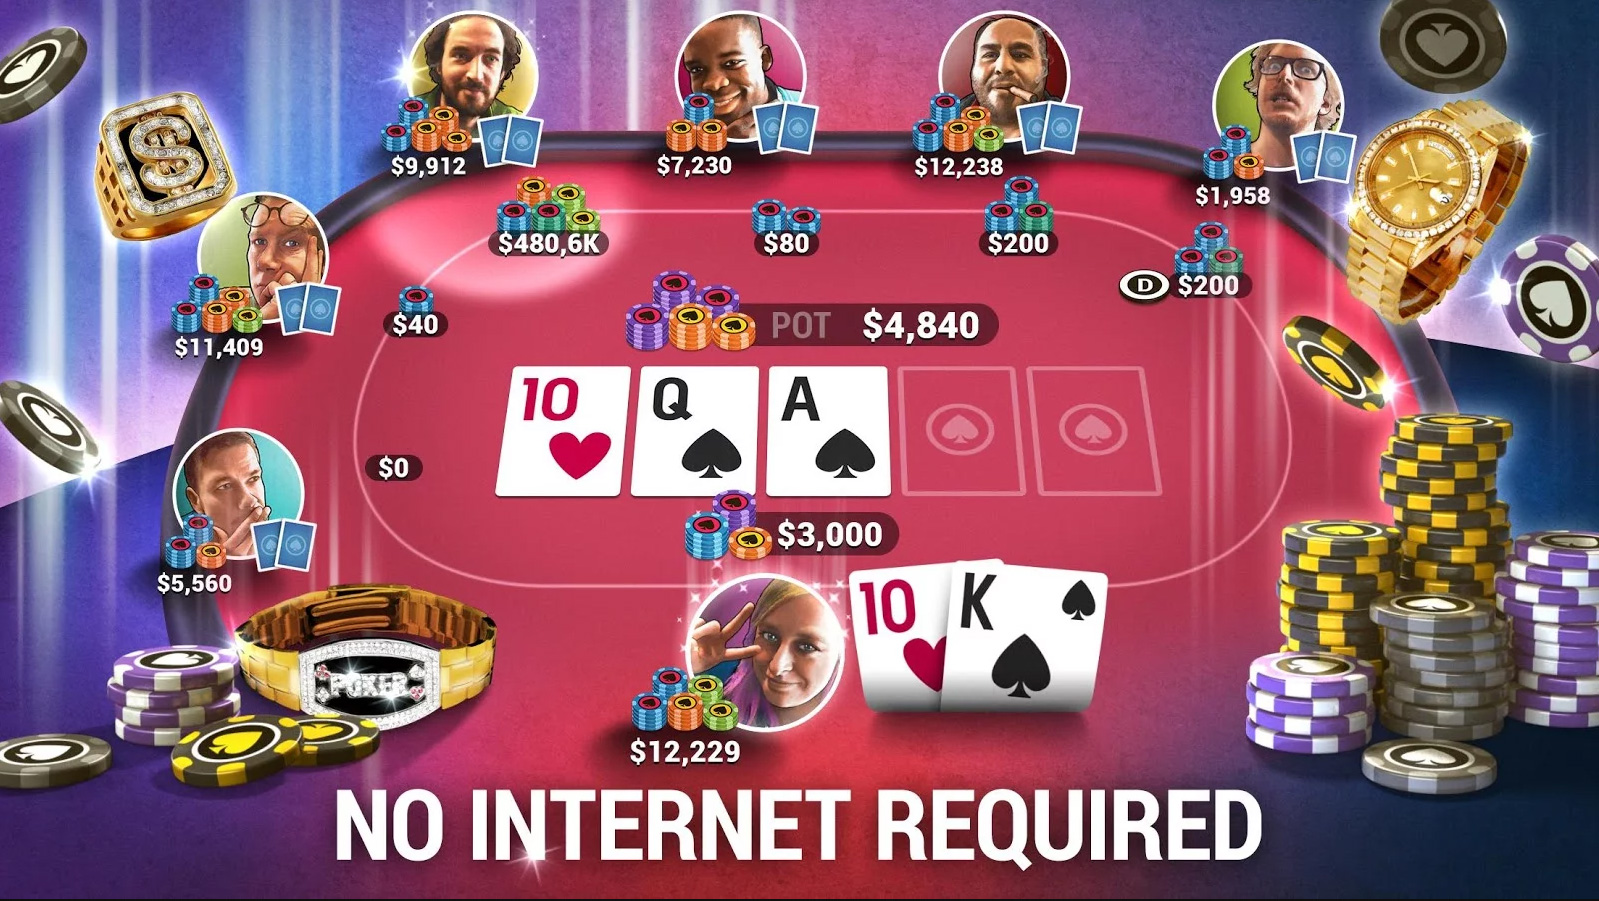 $9,912
$7,230
$12,238
$1,958
$
$480,6K
$80
$200
D $200
$11,409
$40
POT $4,840
10 Q A
$0
$3,000
$5,560
10 K
POKER
$12,229
NO INTERNET REQUIRED